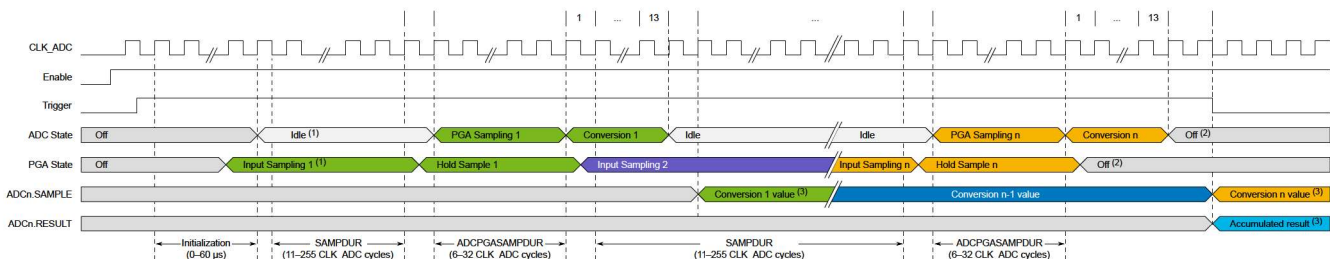 1 ... 13 ... 1 ... 13
CLK_ADC
Enable
Trigger
ADC State Off Idle (1) PGA Sampling 1 Conversion 1 Idle Idle PGA Sampling n Conversion n Off (2)
PGA State Off Input Sampling 1 (1) Hold Sample 1 Input Sampling 2 Input Sampling n Hold Sample n Off (2)
ADCn.SAMPLE Conversion 1 value (3) Conversion n-1 value Conversion n value (3)
ADCn.RESULT Accumulated result (3)
Initialization SAMPDUR ADCPGASAMPDUR SAMPDUR ADCPGASAMPDUR
(0–60 µs) (11–255 CLK_ADC cycles) (6–32 CLK_ADC cycles) (11–255 CLK_ADC cycles) (6–32 CLK_ADC cycles)